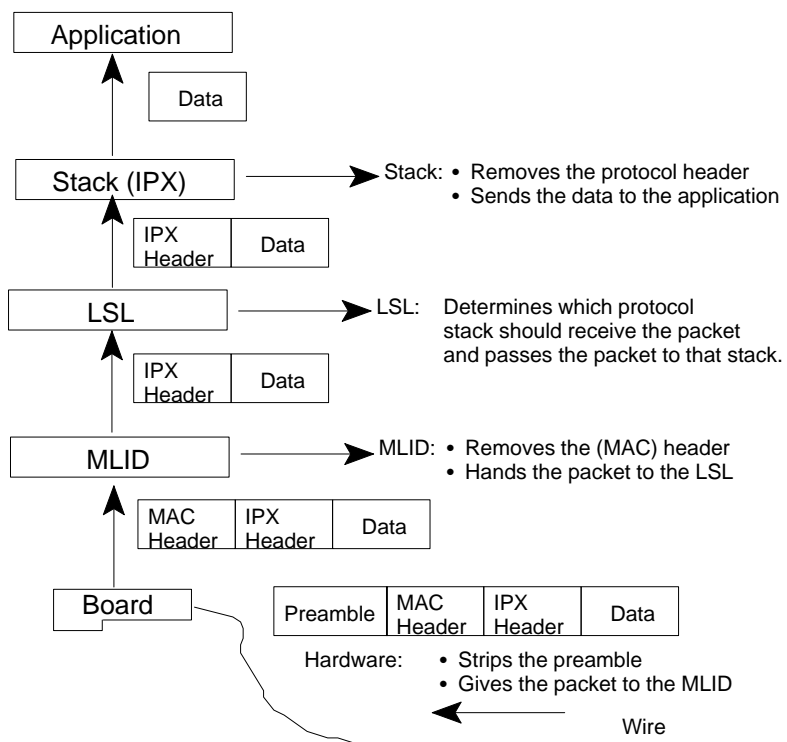 Application
Data
Stack (IPX)
Stack: • Removes the protocol header
• Sends the data to the application
IPX
Header
Data
LSL
LSL: Determines which protocol
stack should receive the packet
and passes the packet to that stack.
IPX
Header
Data
MLID
MLID: • Removes the (MAC) header
• Hands the packet to the LSL
MAC
Header
IPX
Header
Data
Board
Preamble
MAC
Header
IPX
Header
Data
Hardware: • Strips the preamble
• Gives the packet to the MLID
Wire